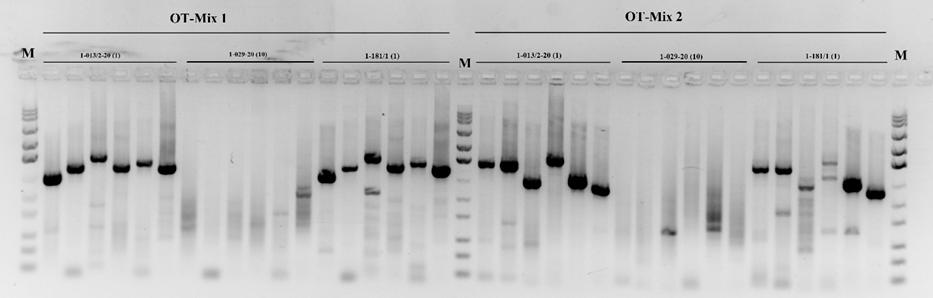 OT-Mix 1 OT-Mix 2
M 1-013/2-20 (1) 1-029-20 (10) 1-181/1 (1) M 1-013/2-20 (1) 1-029-20 (10) 1-181/1 (1) M